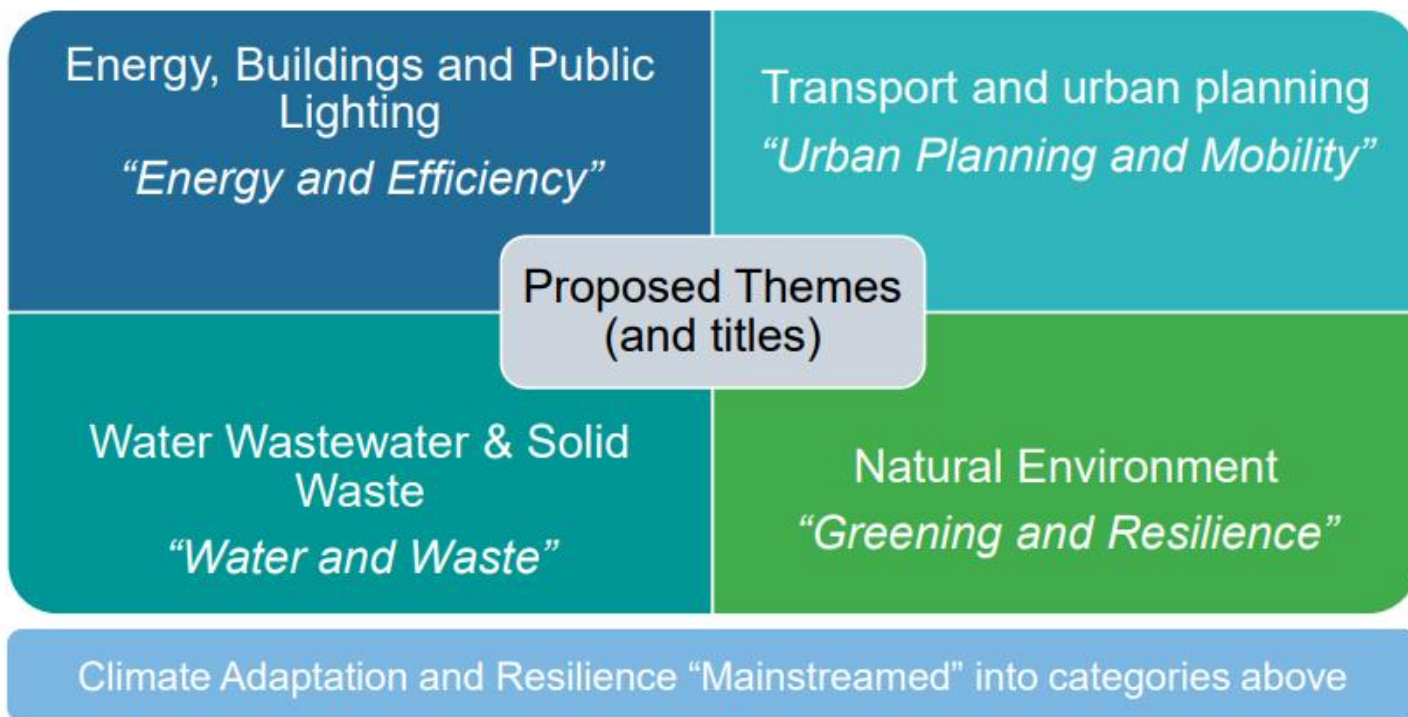 Energy, Buildings and Public
Lighting
“Energy and Efficiency”
Transport and urban planning
“Urban Planning and Mobility”
Proposed Themes
(and titles)
Water Wastewater & Solid
Waste
“Water and Waste”
Natural Environment
“Greening and Resilience”
Climate Adaptation and Resilience “Mainstreamed” into categories above